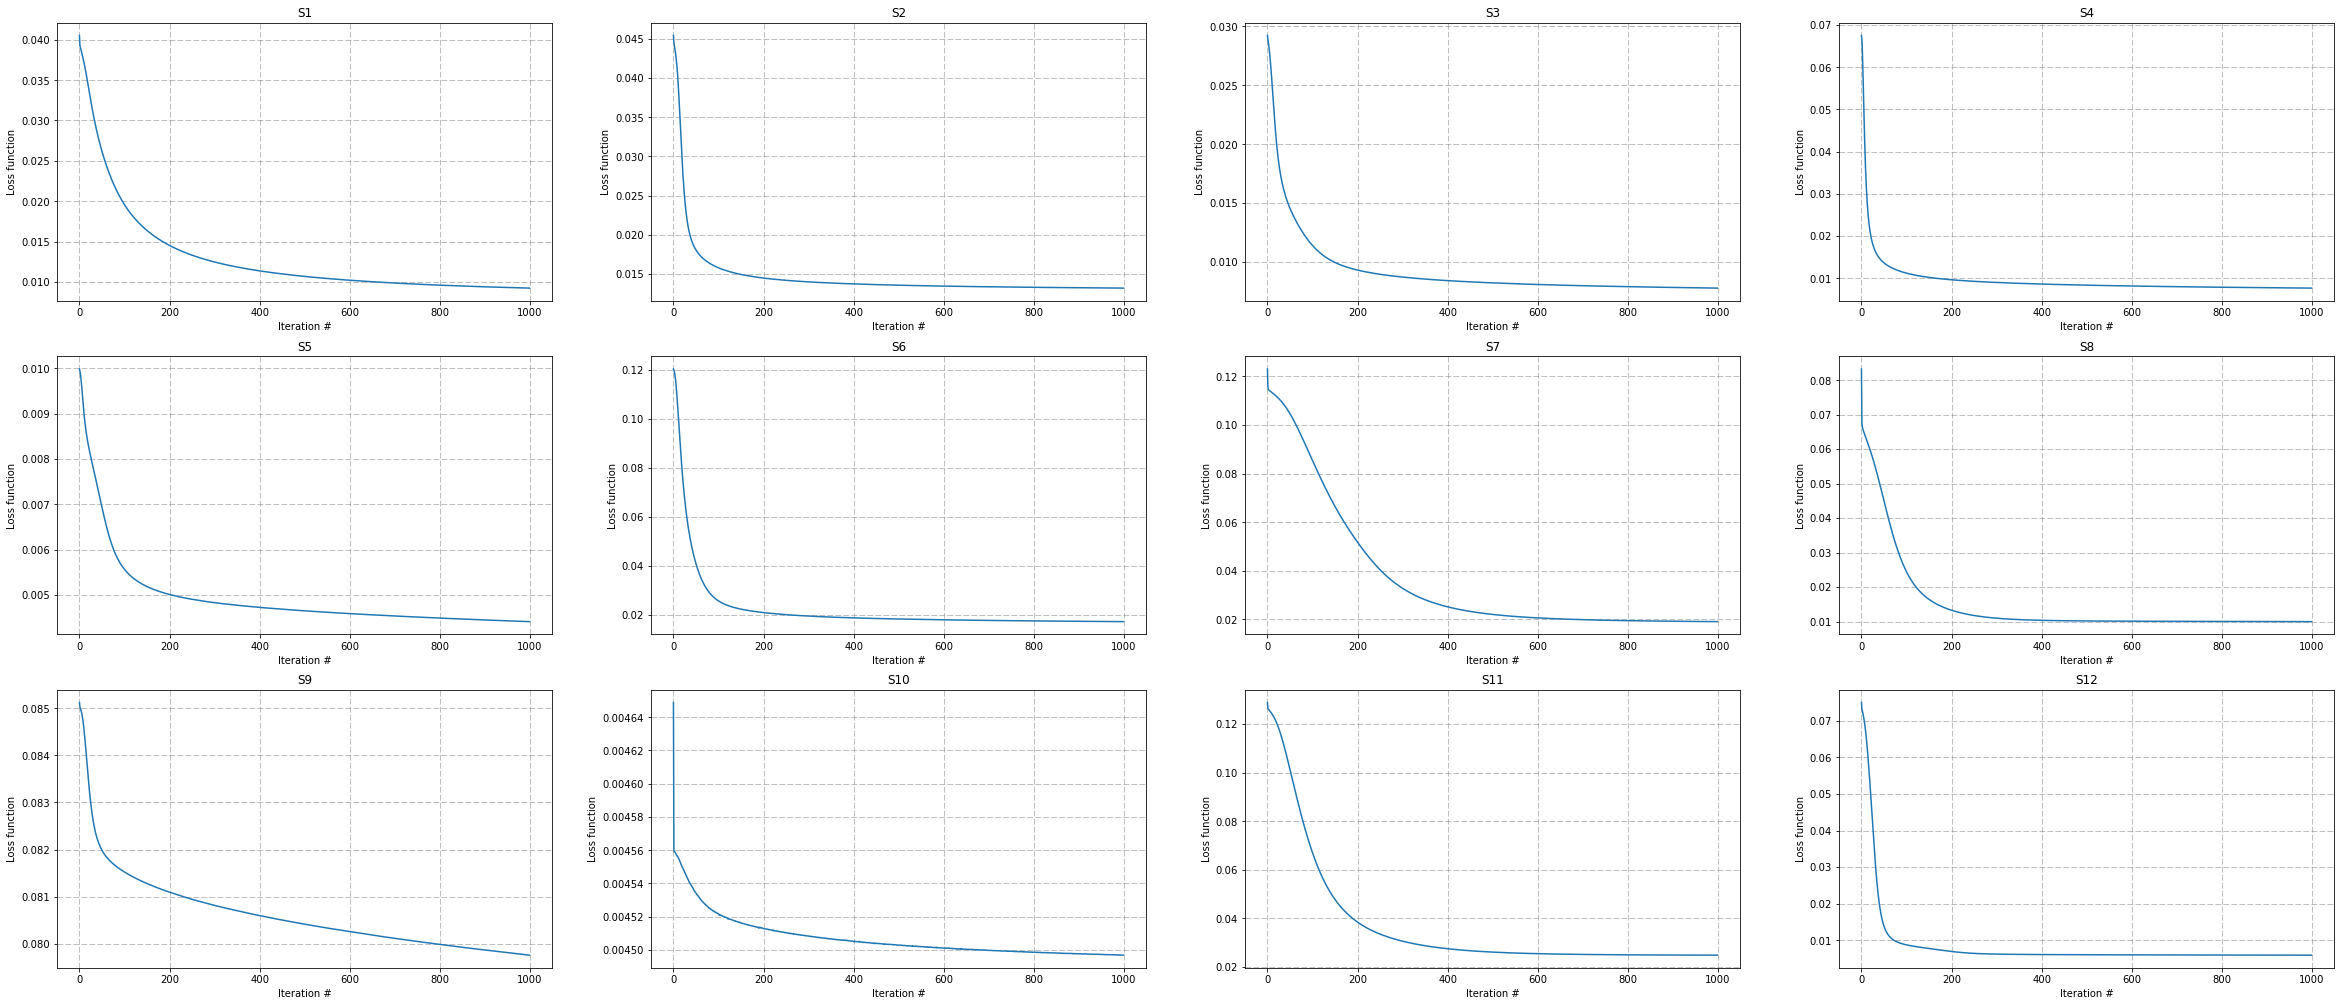 S1
0.040
0.035
0.030
0.025
0.020
0.015
0.010
Loss function
0 200 400 600 800 1000
Iteration #
S2
0.045
0.040
0.035
0.030
0.025
0.020
0.015
Loss function
0 200 400 600 800 1000
Iteration #
S3
0.030
0.025
0.020
0.015
0.010
Loss function
0 200 400 600 800 1000
Iteration #
S4
0.07
0.06
0.05
0.04
0.03
0.02
0.01
Loss function
0 200 400 600 800 1000
Iteration #
S5
0.010
0.009
0.008
0.007
0.006
0.005
Loss function
0 200 400 600 800 1000
Iteration #
S6
0.12
0.10
0.08
0.06
0.04
0.02
Loss function
0 200 400 600 800 1000
Iteration #
S7
0.12
0.10
0.08
0.06
0.04
0.02
Loss function
0 200 400 600 800 1000
Iteration #
S8
0.08
0.07
0.06
0.05
0.04
0.03
0.02
0.01
Loss function
0 200 400 600 800 1000
Iteration #
S9
0.085
0.084
0.083
0.082
0.081
0.080
Loss function
0 200 400 600 800 1000
Iteration #
S10
0.00464
0.00462
0.00460
0.00458
0.00456
0.00454
0.00452
0.00450
Loss function
0 200 400 600 800 1000
Iteration #
S11
0.12
0.10
0.08
0.06
0.04
0.02
Loss function
0 200 400 600 800 1000
Iteration #
S12
0.07
0.06
0.05
0.04
0.03
0.02
0.01
Loss function
0 200 400 600 800 1000
Iteration #